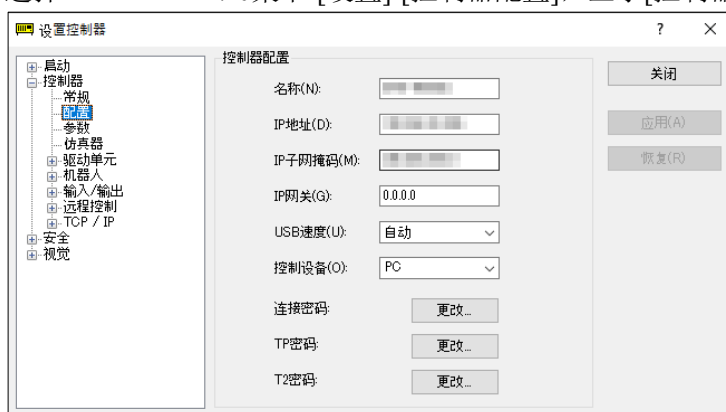 设置控制器
? ×
启动
控制器
常规
配置
参数
仿真器
驱动单元
机器人
输入/输出
远程控制
TCP / IP
安全
视觉
控制器配置
名称(N):
IP地址(D):
IP子网掩码(M):
IP网关(G): 0.0.0.0
USB速度(U): 自动
控制设备(O): PC
连接密码: 更改...
TP密码: 更改...
T2密码: 更改...
关闭
应用(A)
恢复(R)